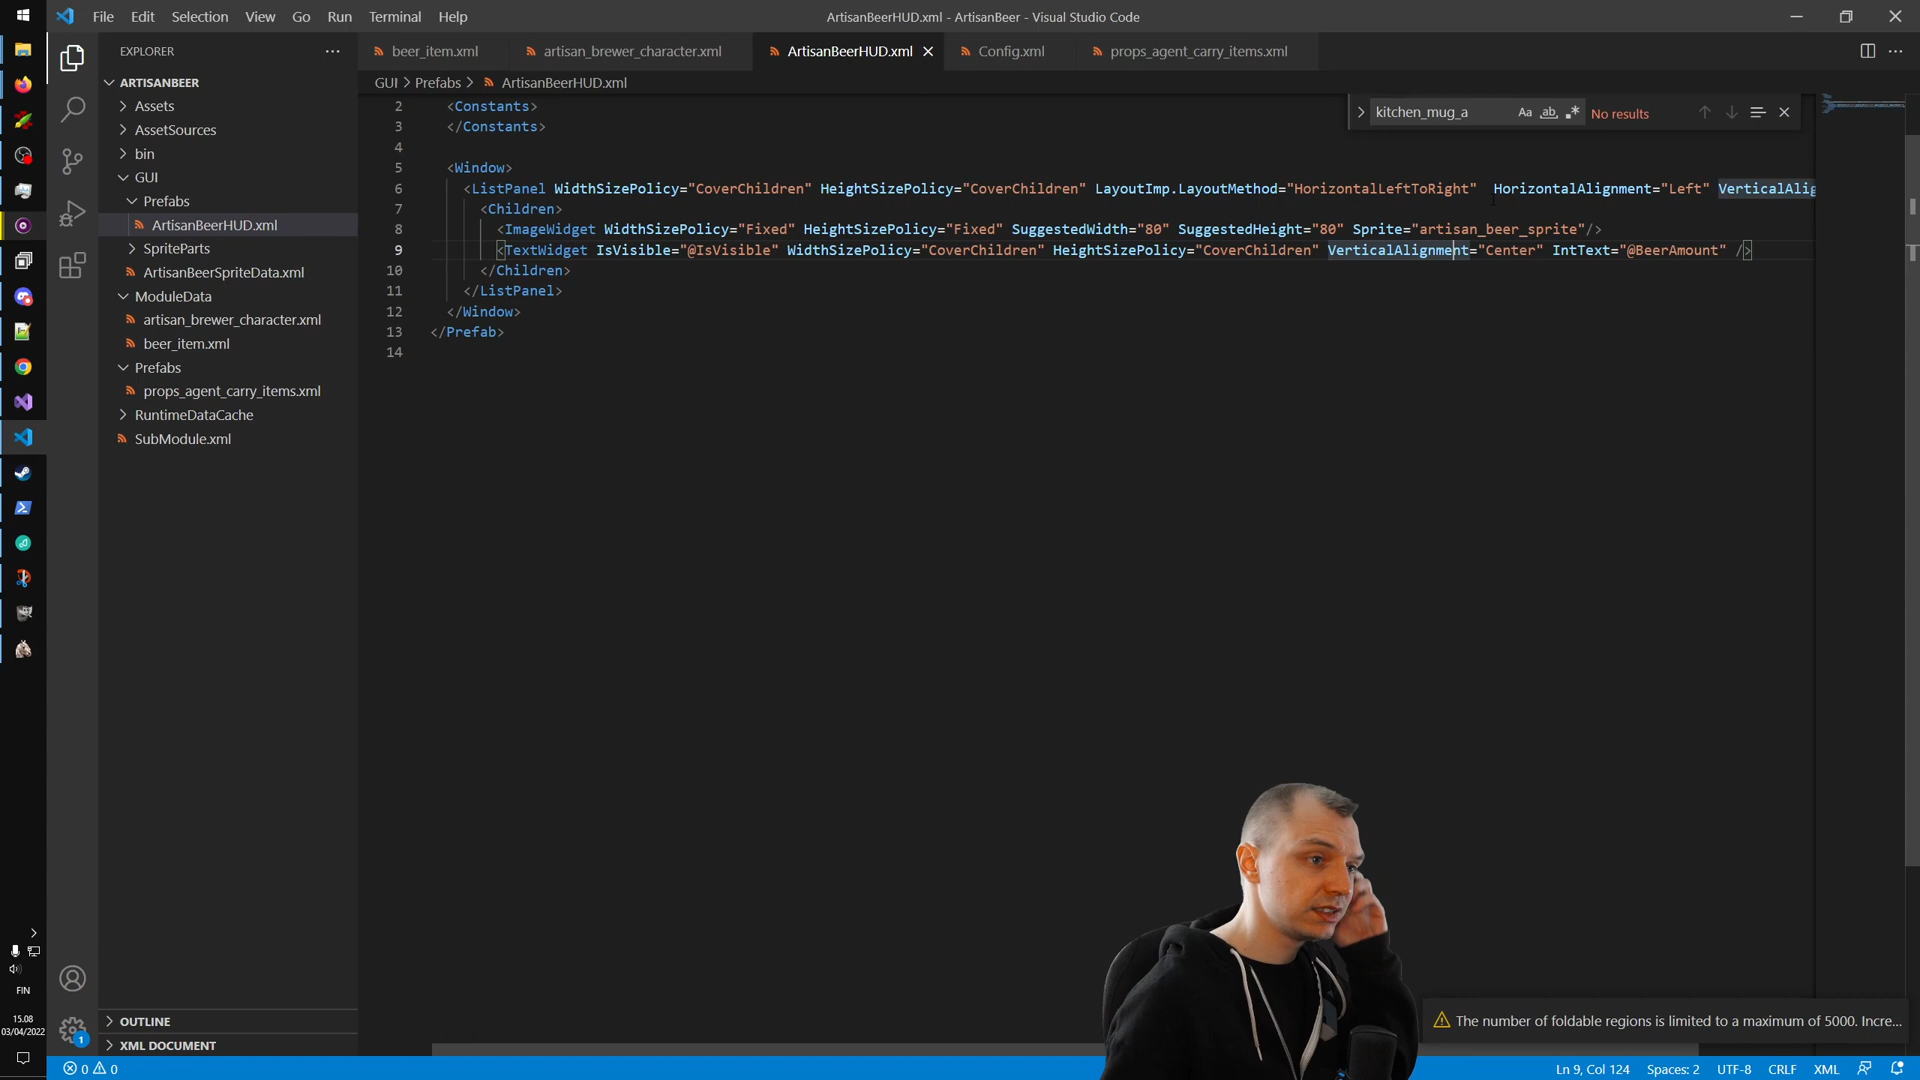 File Edit Selection View Go Run Terminal Help
ArtisanBeerHUD.xml - ArtisanBeer - Visual Studio Code
EXPLORER
beer_item.xml
artisan_brewer_character.xml
ArtisanBeerHUD.xml
Config.xml
props_agent_carry_items.xml
GUI > Prefabs > ArtisanBeerHUD.xml
kitchen_mug_a
Aa
ab
No results
ARTISANBEER
Assets
AssetSources
bin
GUI
Prefabs
ArtisanBeerHUD.xml
SpriteParts
ArtisanBeerSpriteData.xml
ModuleData
artisan_brewer_character.xml
beer_item.xml
Prefabs
props_agent_carry_items.xml
RuntimeDataCache
SubModule.xml
OUTLINE
XML DOCUMENT
2 <Constants>
3 </Constants>
4
5 <Window>
6 <ListPanel WidthSizePolicy="CoverChildren" HeightSizePolicy="CoverChildren" LayoutImp.LayoutMethod="HorizontalLeftToRight"  HorizontalAlignment="Left" VerticalAlig
7 <Children>
8 <ImageWidget WidthSizePolicy="Fixed" HeightSizePolicy="Fixed" SuggestedWidth="80" SuggestedHeight="80" Sprite="artisan_beer_sprite"/>
9 <TextWidget IsVisible="@IsVisible" WidthSizePolicy="CoverChildren" HeightSizePolicy="CoverChildren" VerticalAlignment="Center" IntText="@BeerAmount" />
10 </Children>
11 </ListPanel>
12 </Window>
13 </Prefab>
14
The number of foldable regions is limited to a maximum of 5000. Incre...
FIN
15.08
03/04/2022
1
0 0
Ln 9, Col 124 Spaces: 2 UTF-8 CRLF XML